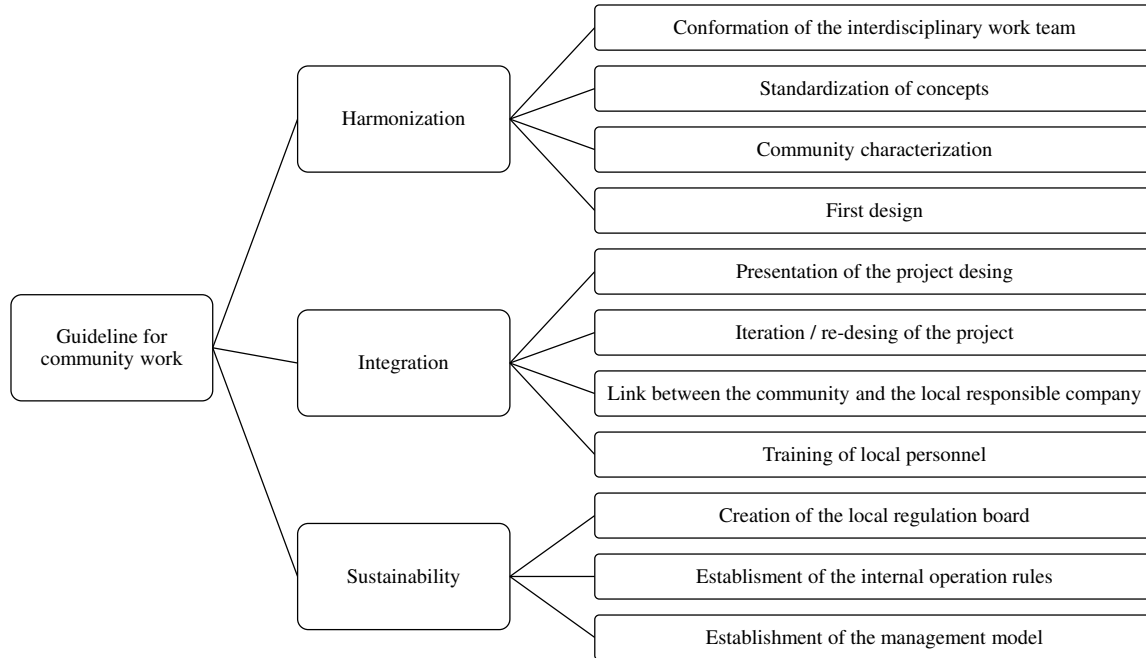 Guideline for
community work
Harmonization
Conformation of the interdisciplinary work team
Standardization of concepts
Community characterization
First design
Integration
Presentation of the project desing
Iteration / re-desing of the project
Link between the community and the local responsible company
Training of local personnel
Sustainability
Creation of the local regulation board
Establisment of the internal operation rules
Establishment of the management model